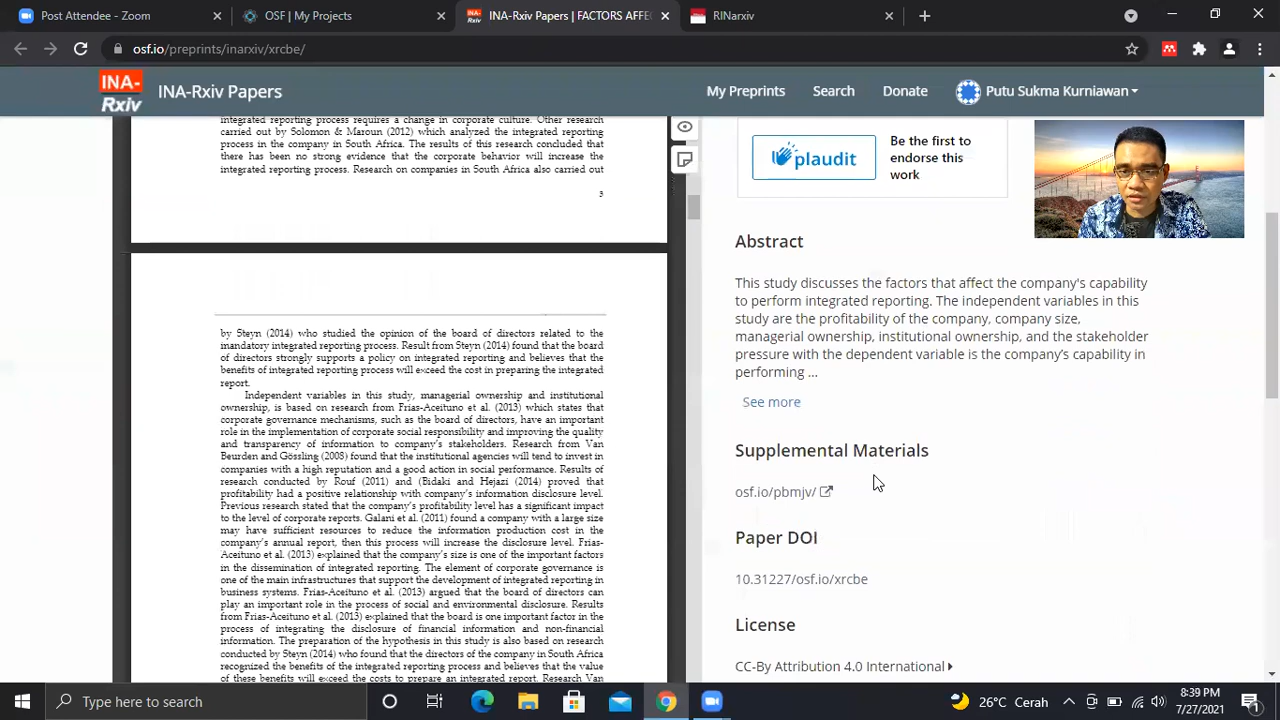 Post Attendee - Zoom
OSF | My Projects
INA-Rxiv Papers | FACTORS AFFE
RINarxiv
osf.io/preprints/inarxiv/xrcbe/
INA-
Rxiv
INA-Rxiv Papers
My Preprints
Search
Donate
Putu Sukma Kurniawan
integrated reporting process requires a change in corporate culture. Other research
carried out by Solomon & Maroun (2012) which analyzed the integrated reporting
process in the company in South Africa. The results of this research concluded that
there has been no strong evidence that the corporate behavior will increase the
integrated reporting process. Research on companies in South Africa also carried out
3
by Steyn (2014) who studied the opinion of the board of directors related to the
mandatory integrated reporting process. Result from Steyn (2014) found that the board
of directors strongly supports a policy on integrated reporting and believes that the
benefits of integrated reporting process will exceed the cost in preparing the integrated
report.
Independent variables in this study, managerial ownership and institutional
ownership, is based on research from Frias-Aceituno et al. (2013) which states that
corporate governance mechanisms, such as the board of directors, have an important
role in the implementation of corporate social responsibility and improving the quality
and transparency of information to company's stakeholders. Research from Van
Beurden and Gössling (2008) found that the institutional agencies will tend to invest in
companies with a high reputation and a good action in social performance. Results of
research conducted by Rouf (2011) and (Bidaki and Hejazi (2014) proved that
profitability had a positive relationship with company's information disclosure level.
Previous research stated that the company's profitability level has a significant impact
to the level of corporate reports. Galani et al. (2011) found a company with a large size
may have sufficient resources to reduce the information production cost in the
company's annual report, then this process will increase the disclosure level. Frias-
Aceituno et al. (2013) explained that the company's size is one of the important factors
in the dissemination of integrated reporting. The element of corporate governance is
one of the main infrastructures that support the development of integrated reporting in
business systems. Frias-Aceituno et al. (2013) argued that the board of directors can
play an important role in the process of social and environmental disclosure. Results
from Frias-Aceituno et al. (2013) explained that the board is one important factor in the
process of integrating the disclosure of financial information and non-financial
information. The preparation of the hypothesis in this study is also based on research
conducted by Steyn (2014) who found that the directors of the company in South Africa
recognized the benefits of the integrated reporting process and believes that the value
of these benefits will exceed the costs to prepare an integrated report. Research Van
plaudit
Be the first to
endorse this
work
Abstract
This study discusses the factors that affect the company's capability
to perform integrated reporting. The independent variables in this
study are the profitability of the company, company size,
managerial ownership, institutional ownership, and the stakeholder
pressure with the dependent variable is the company's capability in
performing ...
See more
Supplemental Materials
osf.io/pbmjv/
Paper DOI
10.31227/osf.io/xrcbe
License
CC-By Attribution 4.0 International
Type here to search
26°C Cerah
8:39 PM
7/27/2021
1